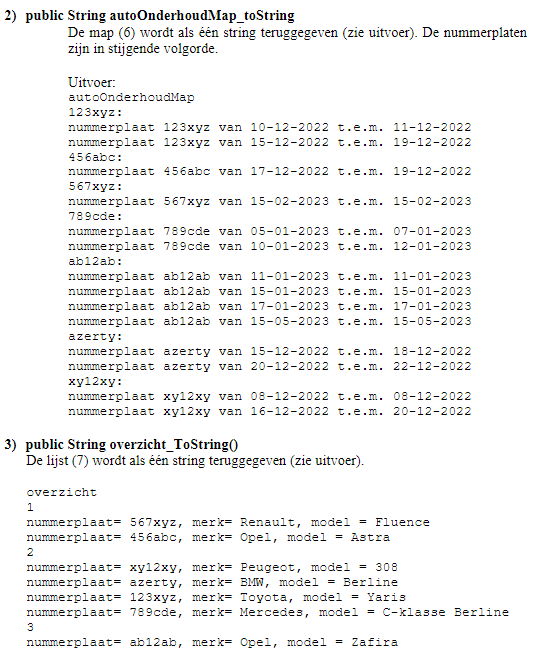 2) public String autoOnderhoudMap_toString
De map (6) wordt als één string teruggegeven (zie uitvoer). De nummerplaten
zijn in stijgende volgorde.
Uitvoer:
autoOnderhoudMap
123xyz:
nummerplaat 123xyz van 10-12-2022 t.e.m. 11-12-2022
nummerplaat 123xyz van 15-12-2022 t.e.m. 19-12-2022
456abc:
nummerplaat 456abc van 17-12-2022 t.e.m. 19-12-2022
567xyz:
nummerplaat 567xyz van 15-02-2023 t.e.m. 15-02-2023
789cde:
nummerplaat 789cde van 05-01-2023 t.e.m. 07-01-2023
nummerplaat 789cde van 10-01-2023 t.e.m. 12-01-2023
ab12ab:
nummerplaat ab12ab van 11-01-2023 t.e.m. 11-01-2023
nummerplaat ab12ab van 15-01-2023 t.e.m. 15-01-2023
nummerplaat ab12ab van 17-01-2023 t.e.m. 17-01-2023
nummerplaat ab12ab van 15-05-2023 t.e.m. 15-05-2023
azerty:
nummerplaat azerty van 15-12-2022 t.e.m. 18-12-2022
nummerplaat azerty van 20-12-2022 t.e.m. 22-12-2022
xy12xy:
nummerplaat xy12xy van 08-12-2022 t.e.m. 08-12-2022
nummerplaat xy12xy van 16-12-2022 t.e.m. 20-12-2022
3) public String overzicht_ToString()
De lijst (7) wordt als één string teruggegeven (zie uitvoer).
overzicht
1
nummerplaat= 567xyz, merk= Renault, model = Fluence
nummerplaat= 456abc, merk= Opel, model = Astra
2
nummerplaat= xy12xy, merk= Peugeot, model = 308
nummerplaat= azerty, merk= BMW, model = Berline
nummerplaat= 123xyz, merk= Toyota, model = Yaris
nummerplaat= 789cde, merk= Mercedes, model = C-klasse Berline
3
nummerplaat= ab12ab, merk= Opel, model = Zafira